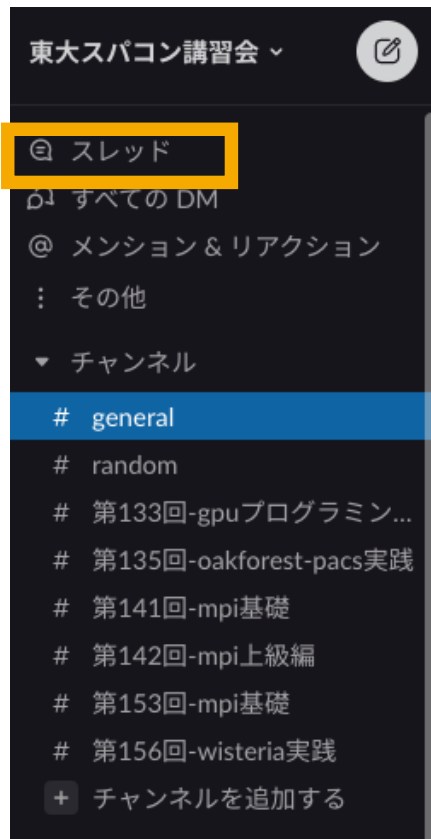 東大スパコン講習会
スレッド
すべての DM
@ メンション & リアクション
その他
チャンネル
# general
# random
# 第133回-gpuプログラミン...
# 第135回-oakforest-pacs実践
# 第141回-mpi基礎
# 第142回-mpi上級編
# 第153回-mpi基礎
# 第156回-wisteria実践
+ チャンネルを追加する